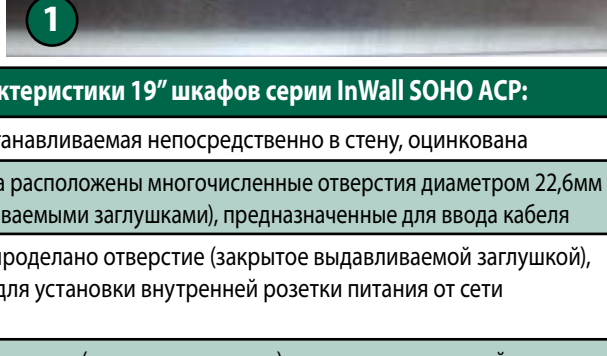 1
ктеристики 19” шкафов серии InWall SOHO ACP:
танавливаемая непосредственно в стену, оцинкована
а расположены многочисленные отверстия диаметром 22,6мм
ваемыми заглушками), предназначенные для ввода кабеля
проделано отверстие (закрытое выдавливаемой заглушкой),
для установки внутренней розетки питания от сети